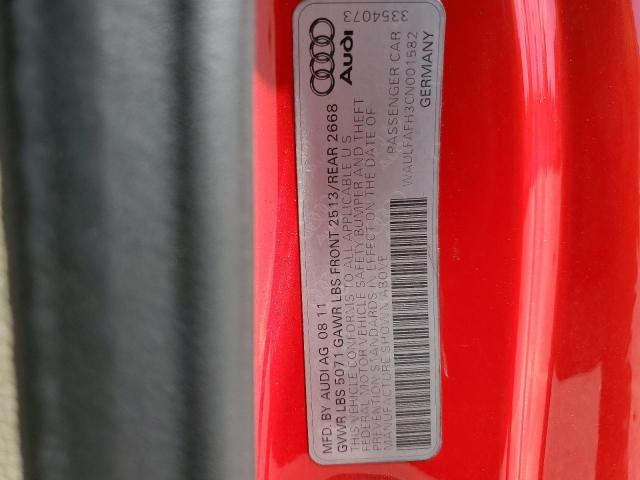 MFD. BY AUDI AG 08 11
GVWR LBS 5071 GAWR LBS FRONT 2513/REAR 2668
THIS VEHICLE CONFORMS TO ALL APPLICABLE U S
FEDERAL MOTOR VEHICLE SAFETY BUMPER AND THEFT
PREVENTION STANDARDS IN EFFECT ON THE DATE OF
MANUFACTURE SHOWN ABOVE
PASSENGER CAR
WAULFAFH3CN001582
GERMANY
Audi
3354073